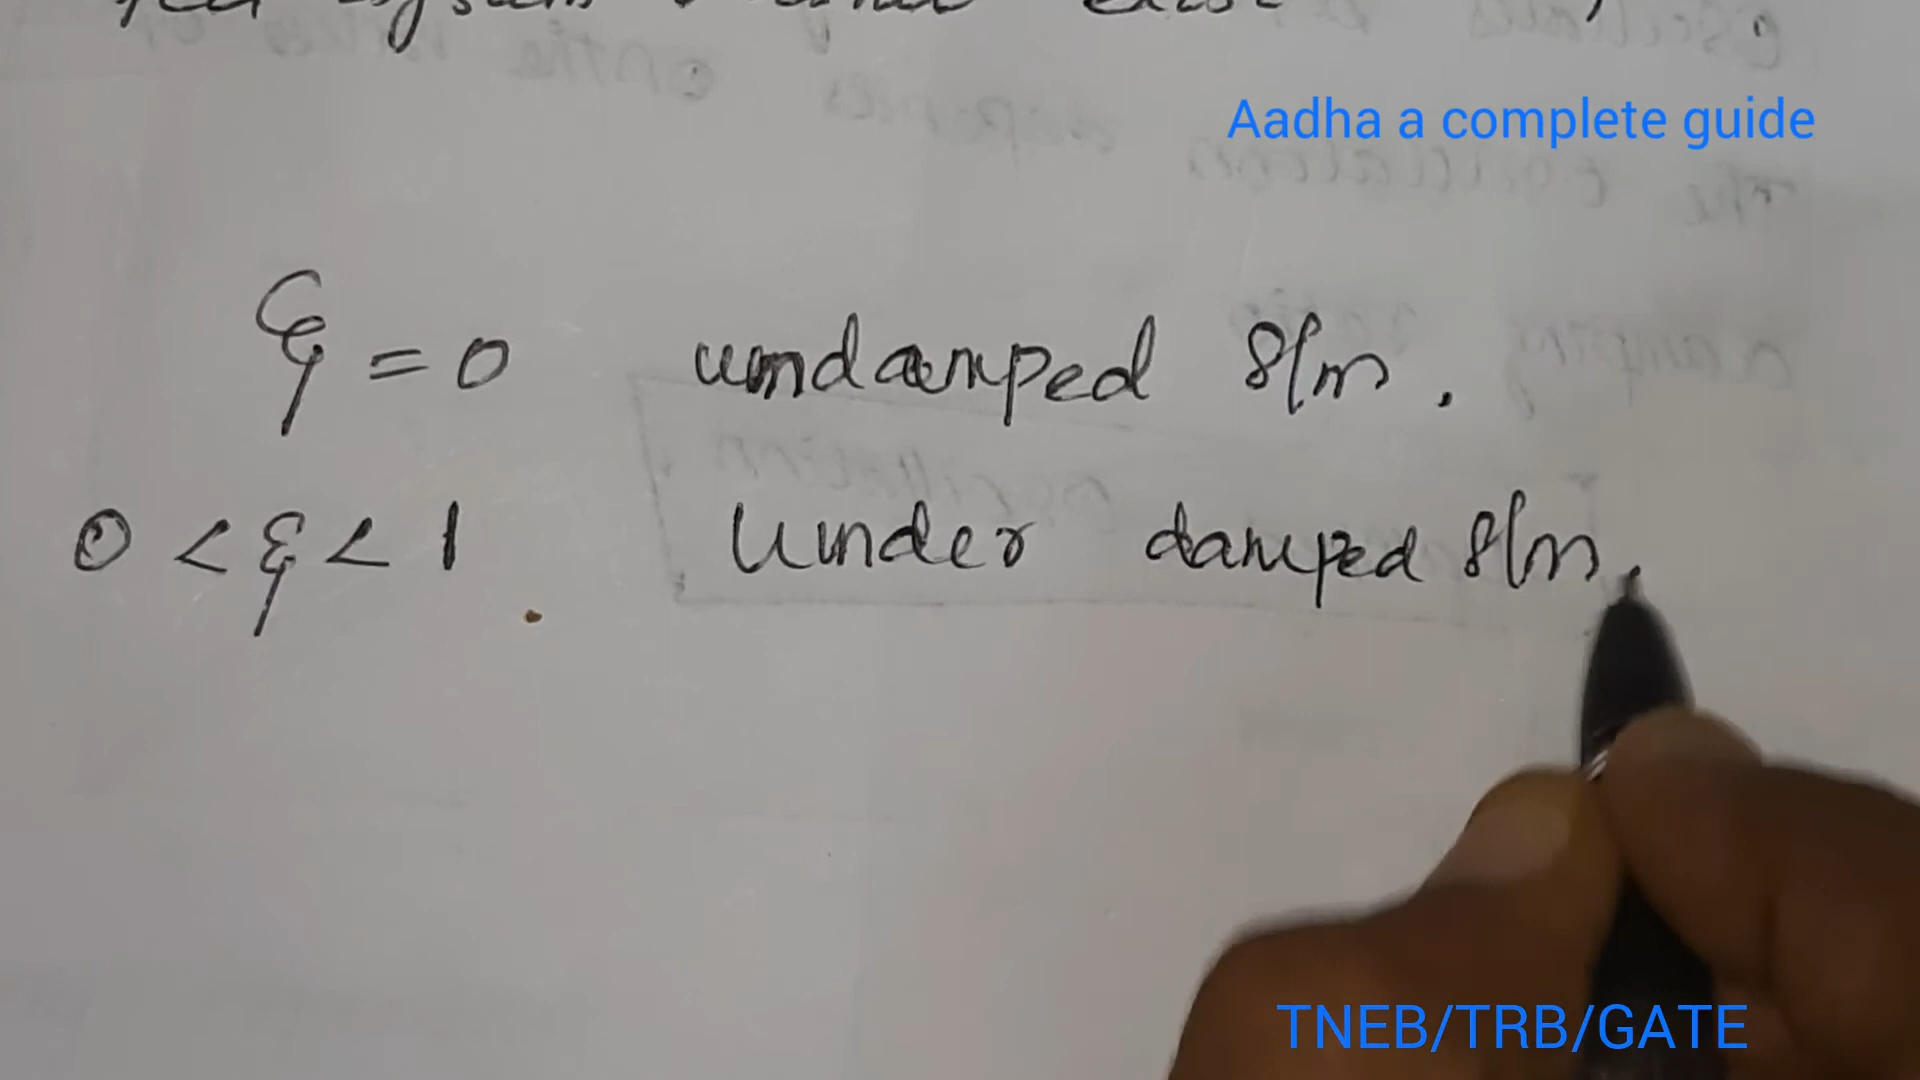 Aadha a complete guide
ξ = 0 undamped S/m.
0 < ξ < 1 Under damped S/m.
TNEB/TRB/GATE